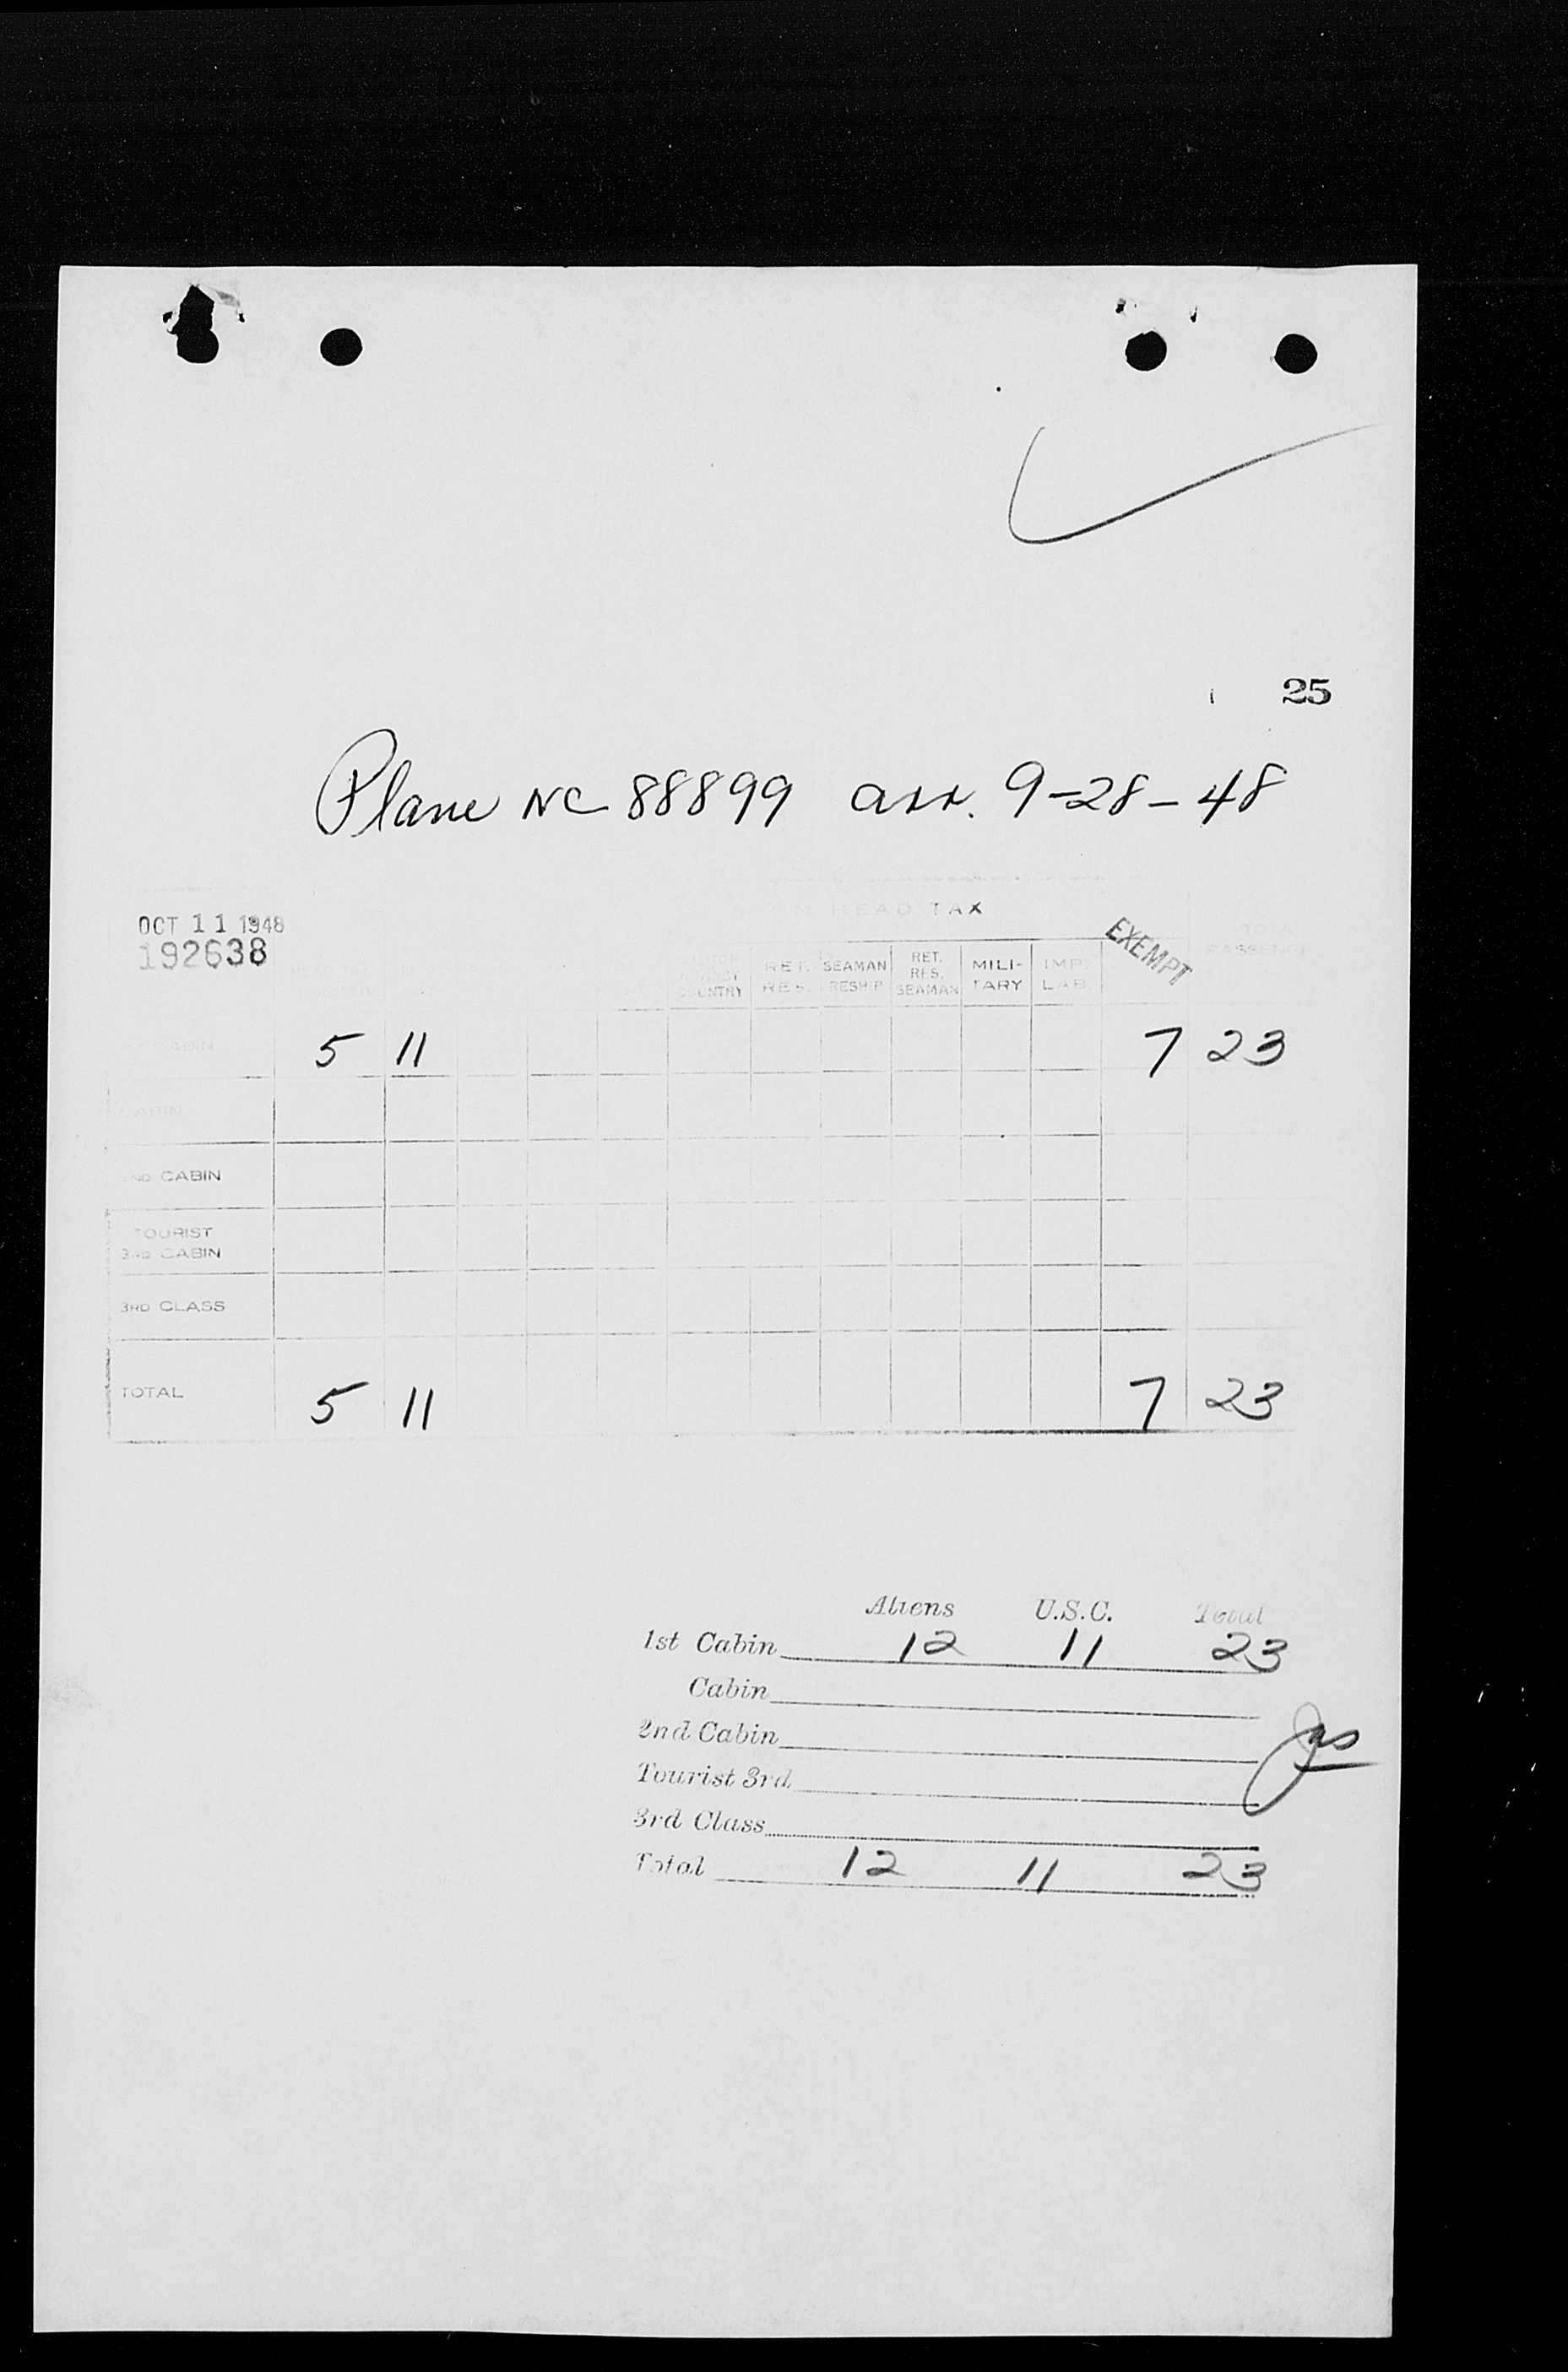 25
Plane NC 88899 arr. 9-28-48
OCT 11 1948
192638
HEAD TAX
EXEMPT
COUNTRY RET. RES. SEAMAN RESHIP RET. RES. SEAMAN MILI- TARY IMP. LAB.
CABIN 5 11 7 23
CABIN
2ND CABIN
TOURIST
3RD CABIN
3RD CLASS
TOTAL 5 11 7 23
Aliens U.S.C. Total
1st Cabin 12 11 23
Cabin
2nd Cabin
Tourist 3rd
3rd Class
Total 12 11 23